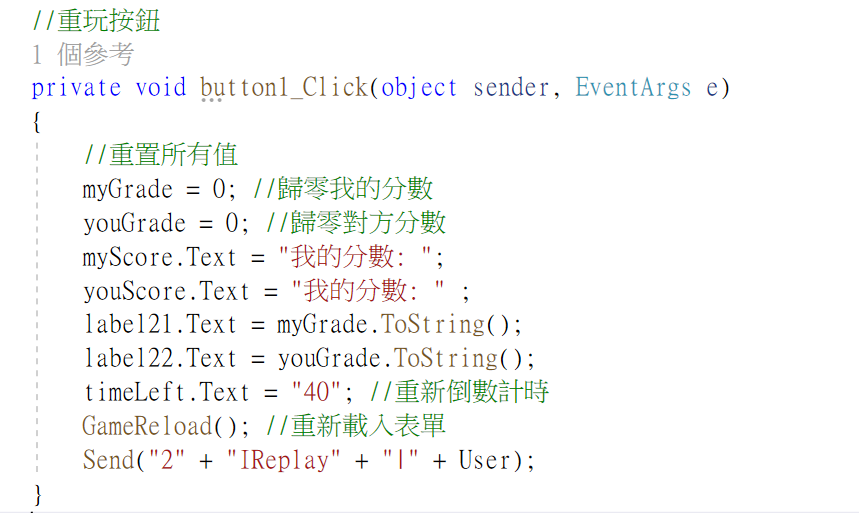 //重玩按鈕
1 個參考
private void button1_Click(object sender, EventArgs e)
{
//重置所有值
myGrade = 0; //歸零我的分數
youGrade = 0; //歸零對方分數
myScore.Text = "我的分數: ";
youScore.Text = "我的分數: " ;
label21.Text = myGrade.ToString();
label22.Text = youGrade.ToString();
timeLeft.Text = "40"; //重新倒數計時
GameReload(); //重新載入表單
Send("2" + "IReplay" + "|" + User);
}